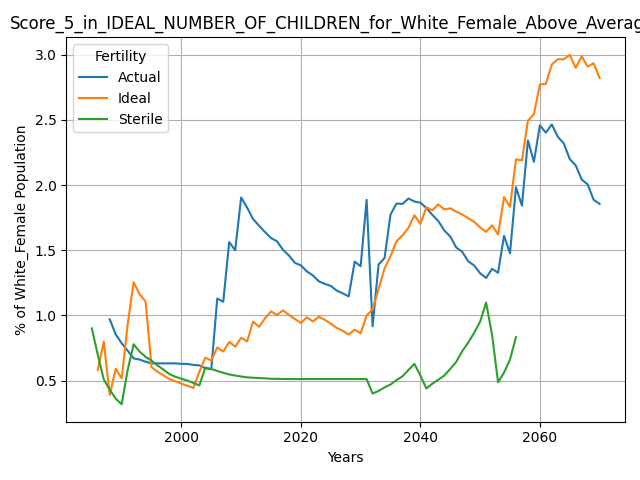 Score_5_in_IDEAL_NUMBER_OF_CHILDREN_for_White_Female_Above_Averag
Fertility
Actual
Ideal
Sterile
% of White_Female Population
3.0
2.5
2.0
1.5
1.0
0.5
2000
2020
2040
2060
Years